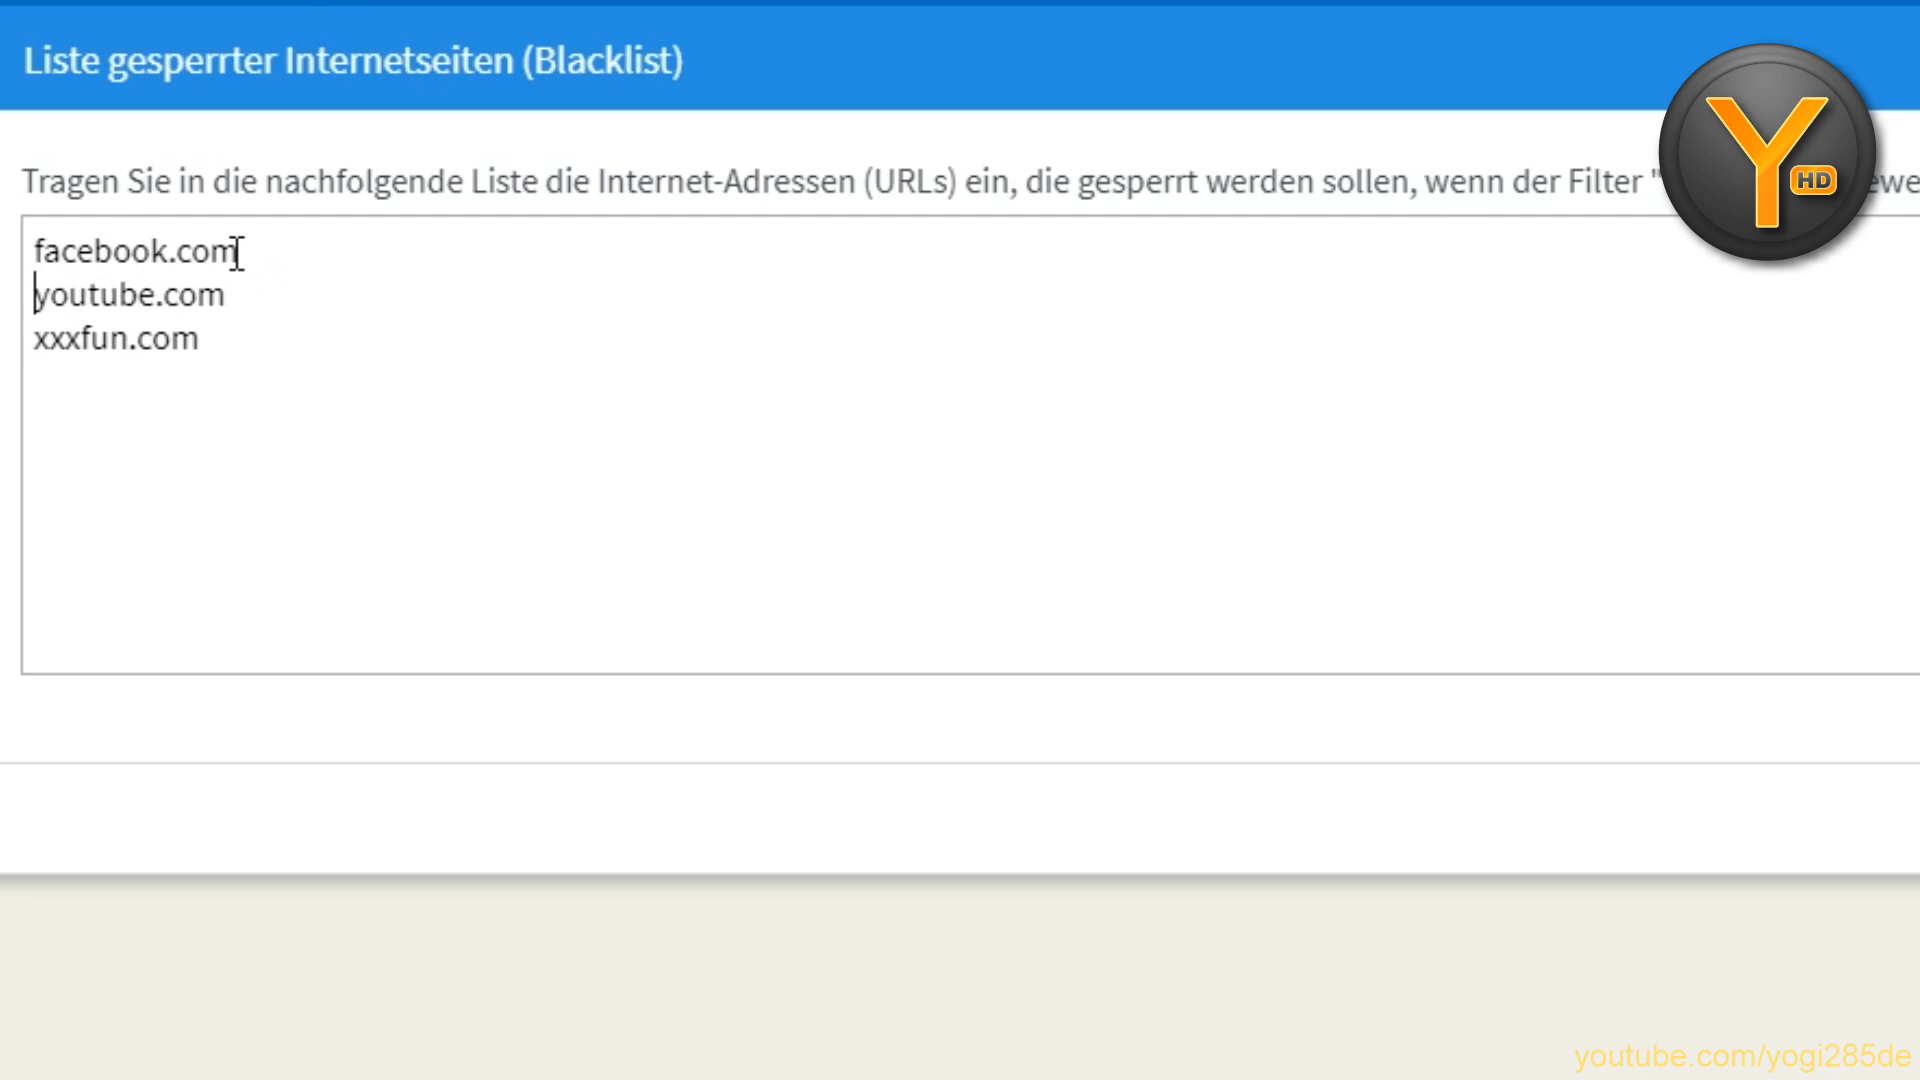 Liste gesperrter Internetseiten (Blacklist)
Tragen Sie in die nachfolgende Liste die Internet-Adressen (URLs) ein, die gesperrt werden sollen, wenn der Filter "
facebook.com
youtube.com
xxxfun.com
Y HD
youtube.com/yogi285de